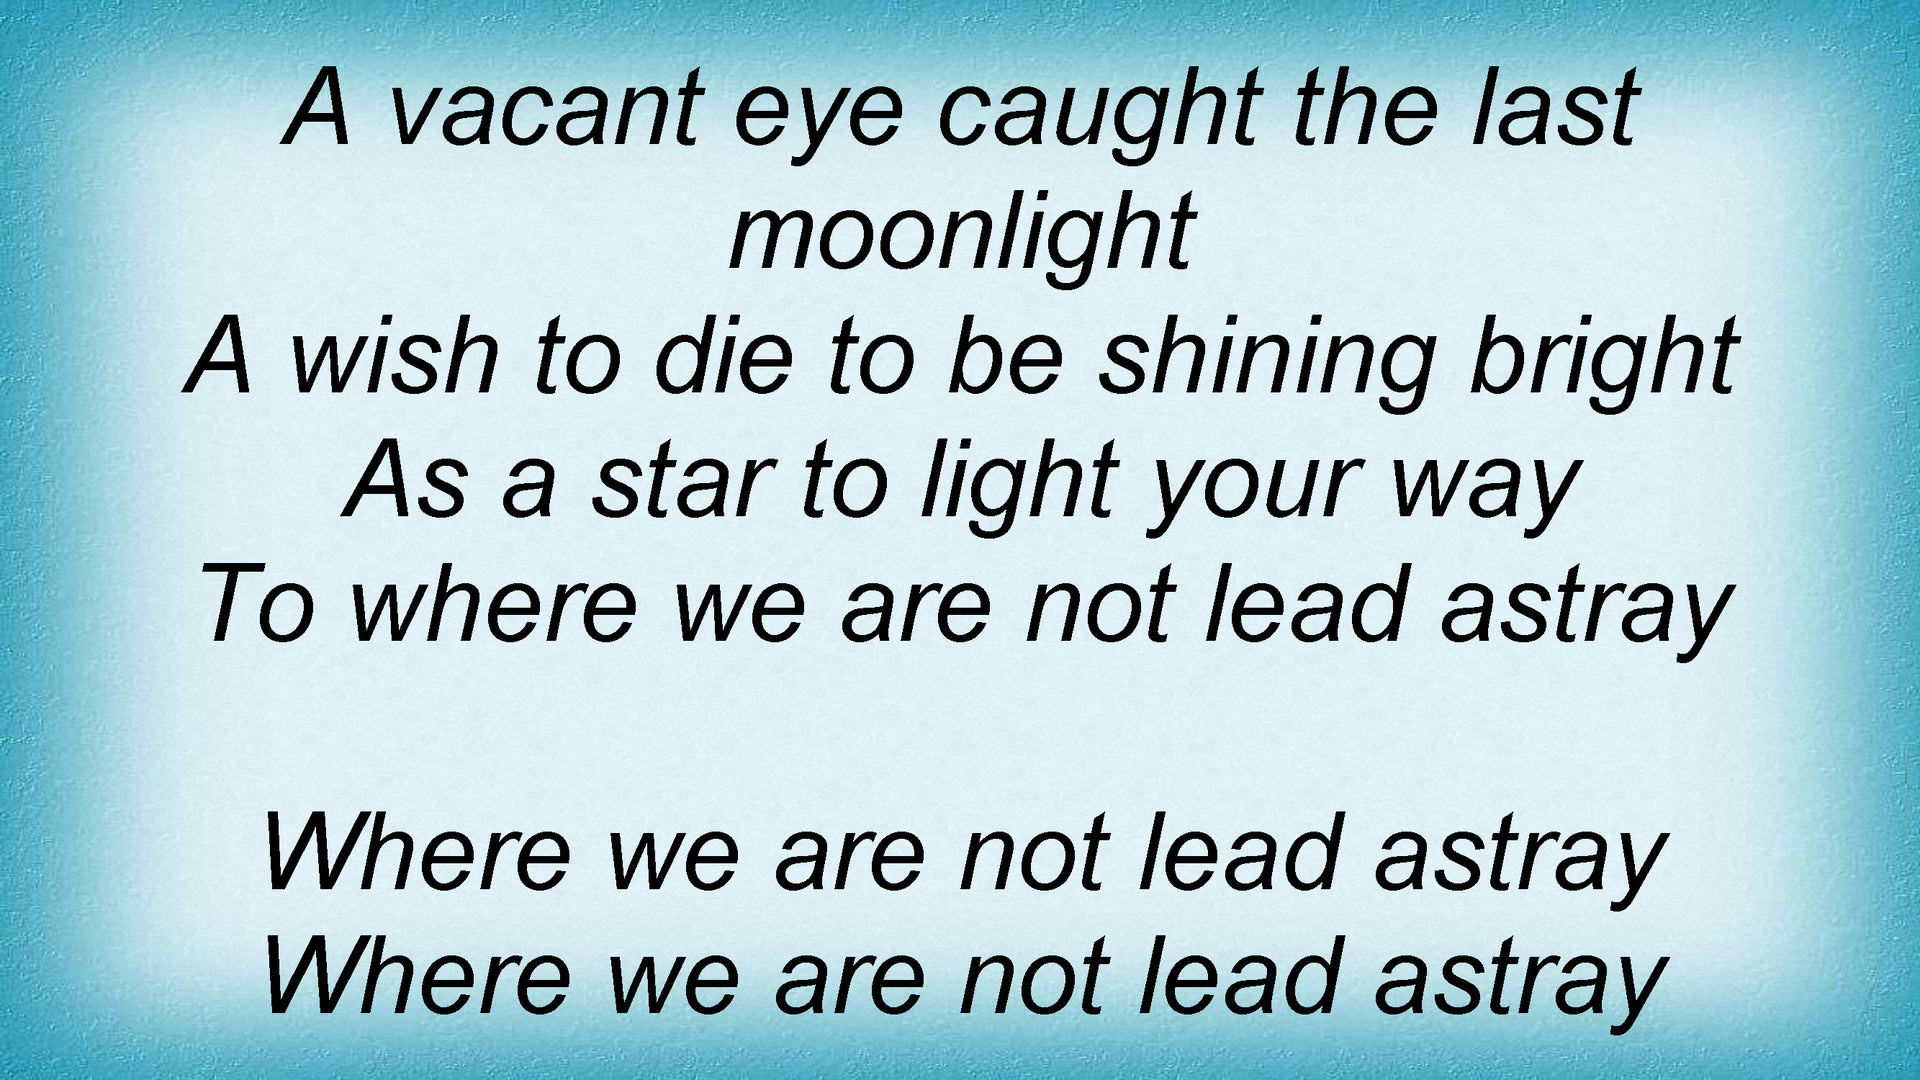 A vacant eye caught the last
moonlight
A wish to die to be shining bright
As a star to light your way
To where we are not lead astray
Where we are not lead astray
Where we are not lead astray